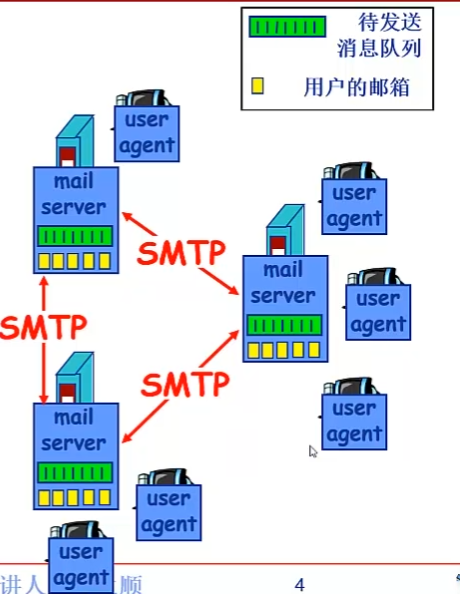 待发送
消息队列
用户的邮箱
user
agent
mail
server
SMTP
user
agent
mail
server
user
agent
SMTP
SMTP
mail
server
user
agent
user
agent
user
agent
讲人
顺
4